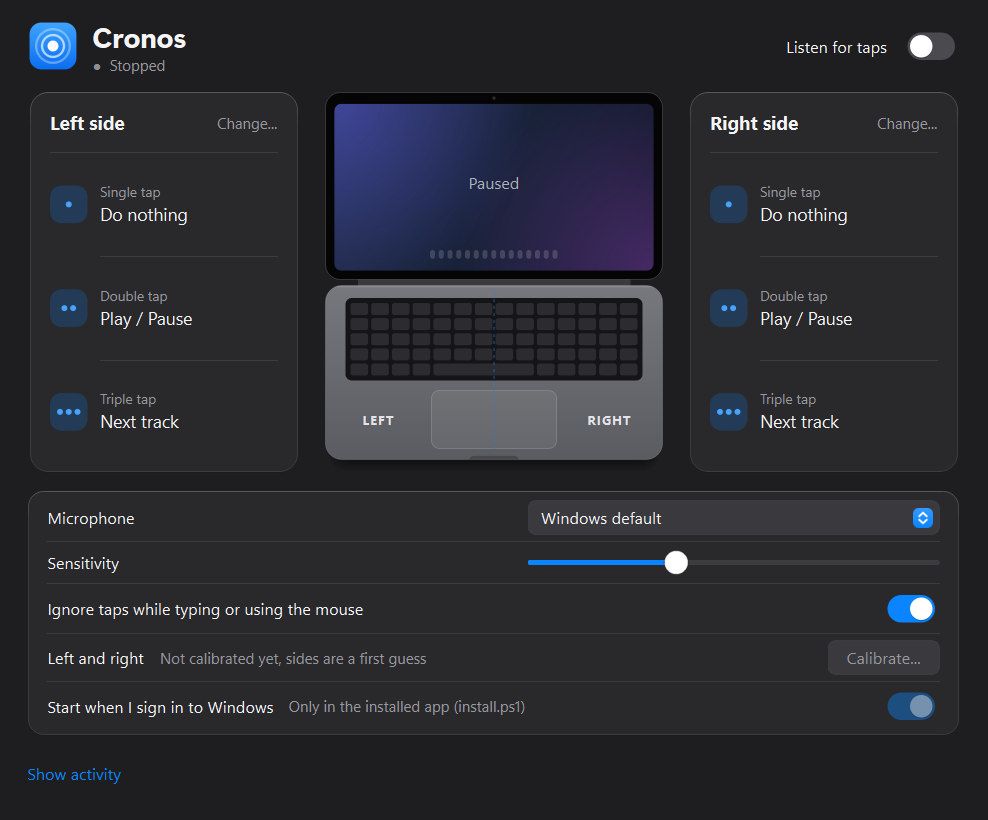 Cronos
Stopped
Listen for taps
Left side
Change...
Single tap
Do nothing
Double tap
Play / Pause
Triple tap
Next track
Paused
LEFT
RIGHT
Right side
Change...
Single tap
Do nothing
Double tap
Play / Pause
Triple tap
Next track
Microphone
Windows default
Sensitivity
Ignore taps while typing or using the mouse
Left and right Not calibrated yet, sides are a first guess
Calibrate...
Start when I sign in to Windows Only in the installed app (install.ps1)
Show activity